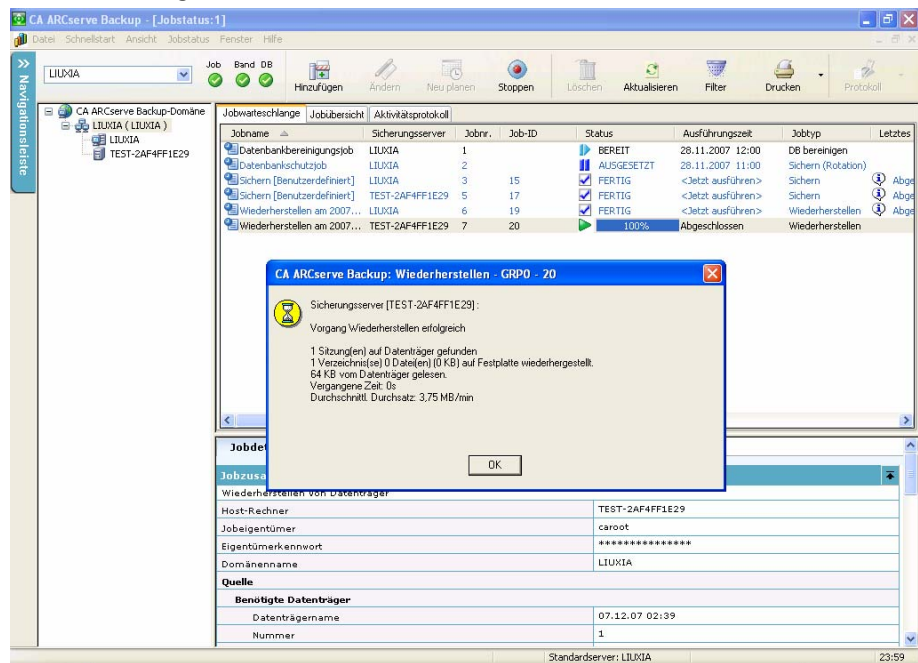 CA ARCserve Backup - [Jobstatus:1]
Datei Schnellstart Ansicht Jobstatus Fenster Hilfe
LIUXIA
Job Band DB
Hinzufügen Ändern Neu planen Stoppen Löschen Aktualisieren Filter Drucken Protokoll
Navigationsleiste
CA ARCserve Backup-Domäne
LIUXIA ( LIUXIA )
LIUXIA
TEST-2AF4FF1E29
Jobwarteschlange Jobübersicht Aktivitätsprotokoll
Jobname Sicherungsserver Jobnr. Job-ID Status Ausführungszeit Jobtyp Letztes
Datenbankbereinigungsjob LIUXIA 1 BEREIT 28.11.2007 12:00 DB bereinigen
Datenbankschutzjob LIUXIA 2 AUSGESETZT 28.11.2007 11:00 Sichern (Rotation)
Sichern [Benutzerdefiniert] LIUXIA 3 15 FERTIG <Jetzt ausführen> Sichern Abge
Sichern [Benutzerdefiniert] TEST-2AF4FF1E29 5 17 FERTIG <Jetzt ausführen> Sichern Abge
Wiederherstellen am 2007... LIUXIA 6 19 FERTIG <Jetzt ausführen> Wiederherstellen Abge
Wiederherstellen am 2007... TEST-2AF4FF1E29 7 20 100% Abgeschlossen Wiederherstellen
CA ARCserve Backup: Wiederherstellen - GRP0 - 20
Sicherungsserver [TEST-2AF4FF1E29] :
Vorgang Wiederherstellen erfolgreich
1 Sitzung(en) auf Datenträger gefunden
1 Verzeichnis(se) 0 Datei(en) (0 KB) auf Festplatte wiederhergestellt.
64 KB vom Datenträger gelesen.
Vergangene Zeit: 0s
Durchschnittl. Durchsatz: 3,75 MB/min
OK
Jobdet
Jobzusa
Wiederherstellen von Datenträger
Host-Rechner TEST-2AF4FF1E29
Jobeigentümer caroot
Eigentümerkennwort ***************
Domänenname LIUXIA
Quelle
Benötigte Datenträger
Datenträgername 07.12.07 02:39
Nummer 1
Standardserver: LIUXIA 23:59